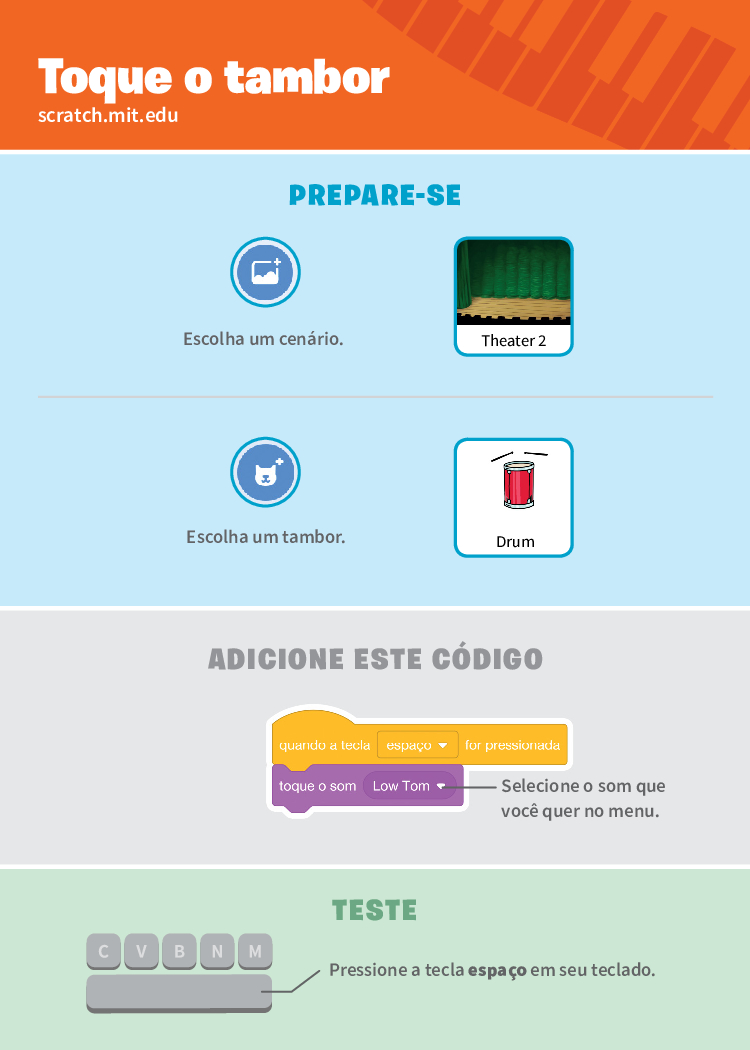 Toque o tambor
scratch.mit.edu
PREPARE-SE
Escolha um cenário.
Theater 2
Escolha um tambor.
Drum
ADICIONE ESTE CÓDIGO
quando a tecla espaço for pressionada
toque o som Low Tom
Selecione o som que
você quer no menu.
TESTE
C V B N M
Pressione a tecla espaço em seu teclado.